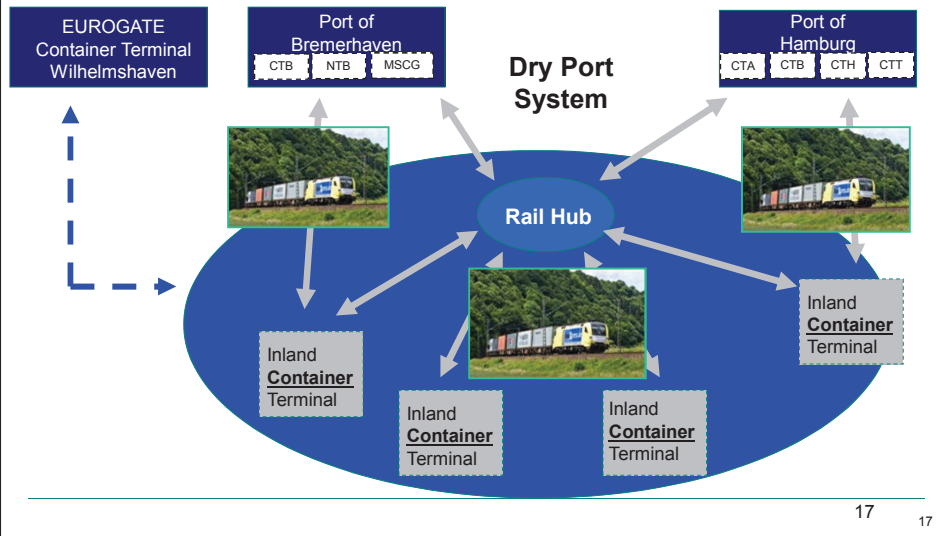 EUROGATE
Container Terminal
Wilhelmshaven
Port of
Bremerhaven
CTB
NTB
MSCG
Dry Port
System
Port of
Hamburg
CTA
CTB
CTH
CTT
Rail Hub
Inland
Container
Terminal
Inland
Container
Terminal
Inland
Container
Terminal
Inland
Container
Terminal
17
17